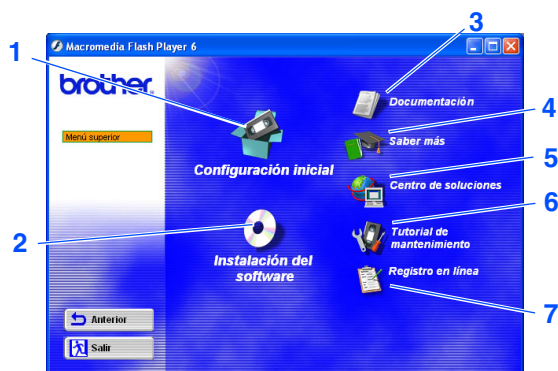 3
1
Macromedia Flash Player 6
brother.
Documentación
4
Menú superior
Saber más
5
Configuración inicial
Centro de soluciones
6
2
Tutorial de
mantenimiento
Instalación del
software
Registro en línea
7
Anterior
Salir